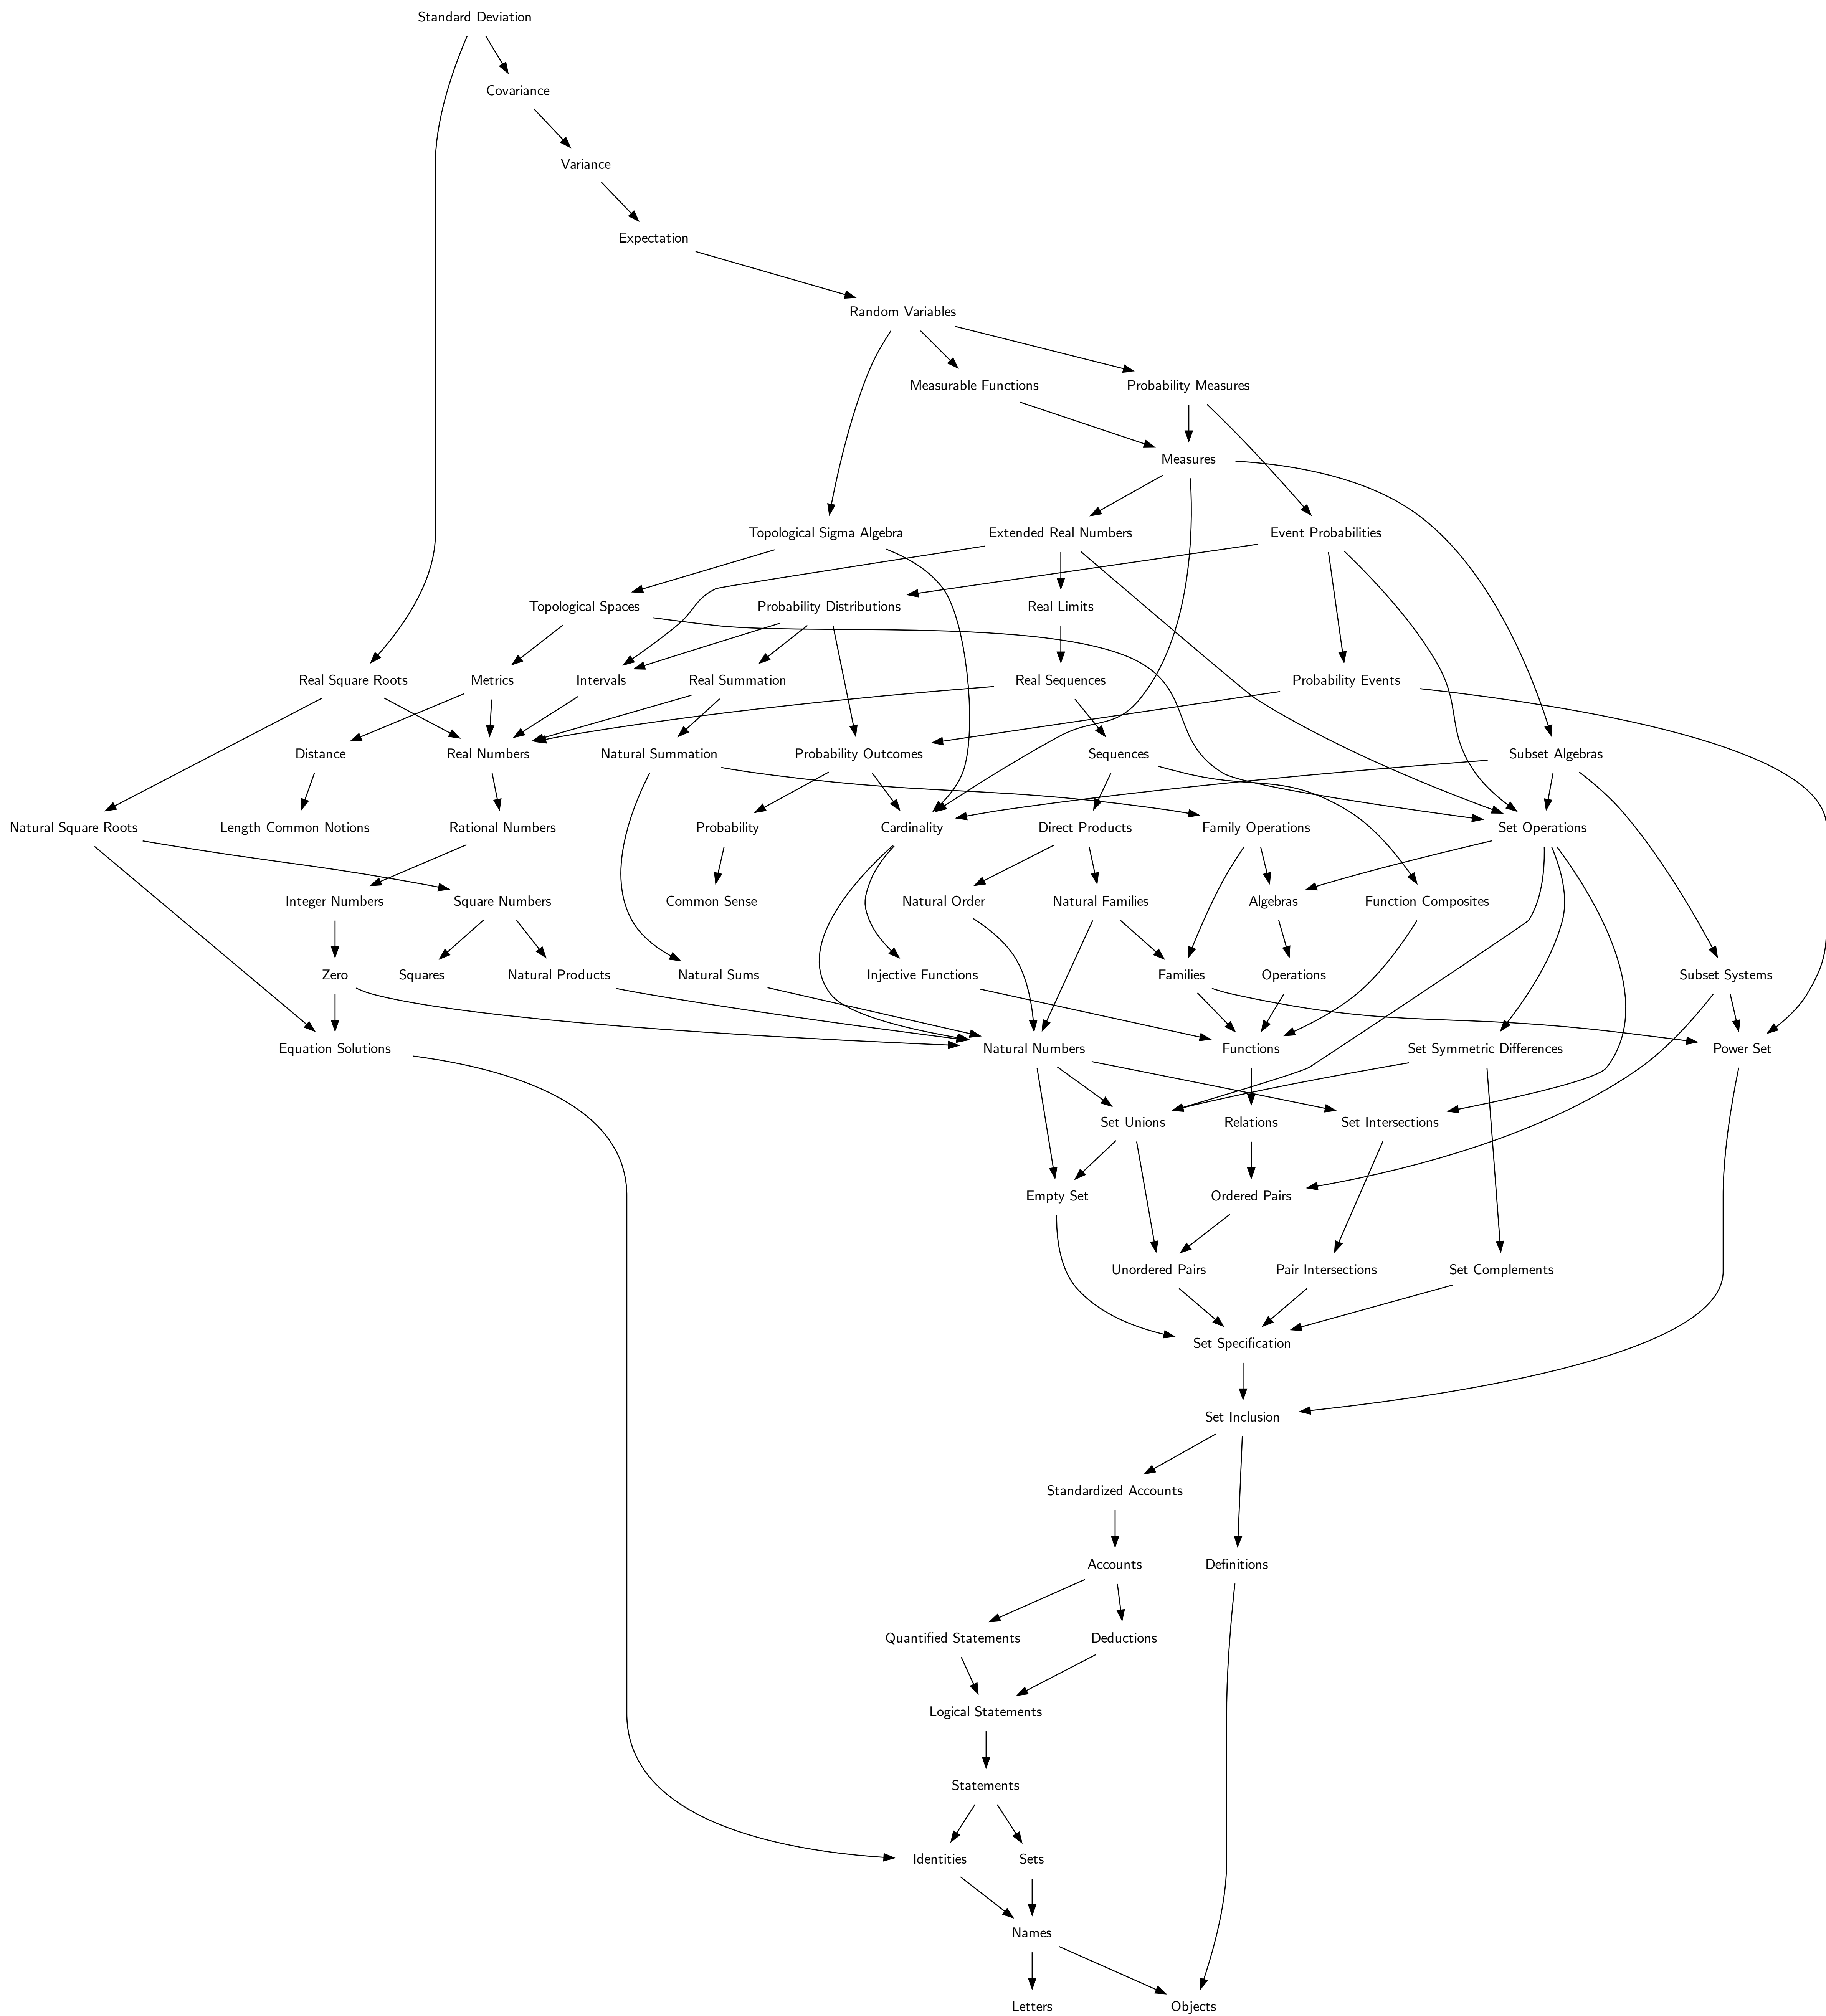 Standard Deviation
Covariance
Variance
Expectation
Random Variables
Measurable Functions
Probability Measures
Measures
Topological Sigma Algebra
Extended Real Numbers
Event Probabilities
Topological Spaces
Probability Distributions
Real Limits
Real Square Roots
Metrics
Intervals
Real Summation
Real Sequences
Probability Events
Distance
Real Numbers
Natural Summation
Probability Outcomes
Sequences
Subset Algebras
Natural Square Roots
Length Common Notions
Rational Numbers
Probability
Cardinality
Direct Products
Family Operations
Set Operations
Integer Numbers
Square Numbers
Common Sense
Natural Order
Natural Families
Algebras
Function Composites
Zero
Squares
Natural Products
Natural Sums
Injective Functions
Families
Operations
Subset Systems
Equation Solutions
Natural Numbers
Functions
Set Symmetric Differences
Power Set
Set Unions
Relations
Set Intersections
Empty Set
Ordered Pairs
Unordered Pairs
Pair Intersections
Set Complements
Set Specification
Set Inclusion
Standardized Accounts
Accounts
Definitions
Quantified Statements
Deductions
Logical Statements
Statements
Identities
Sets
Names
Letters
Objects